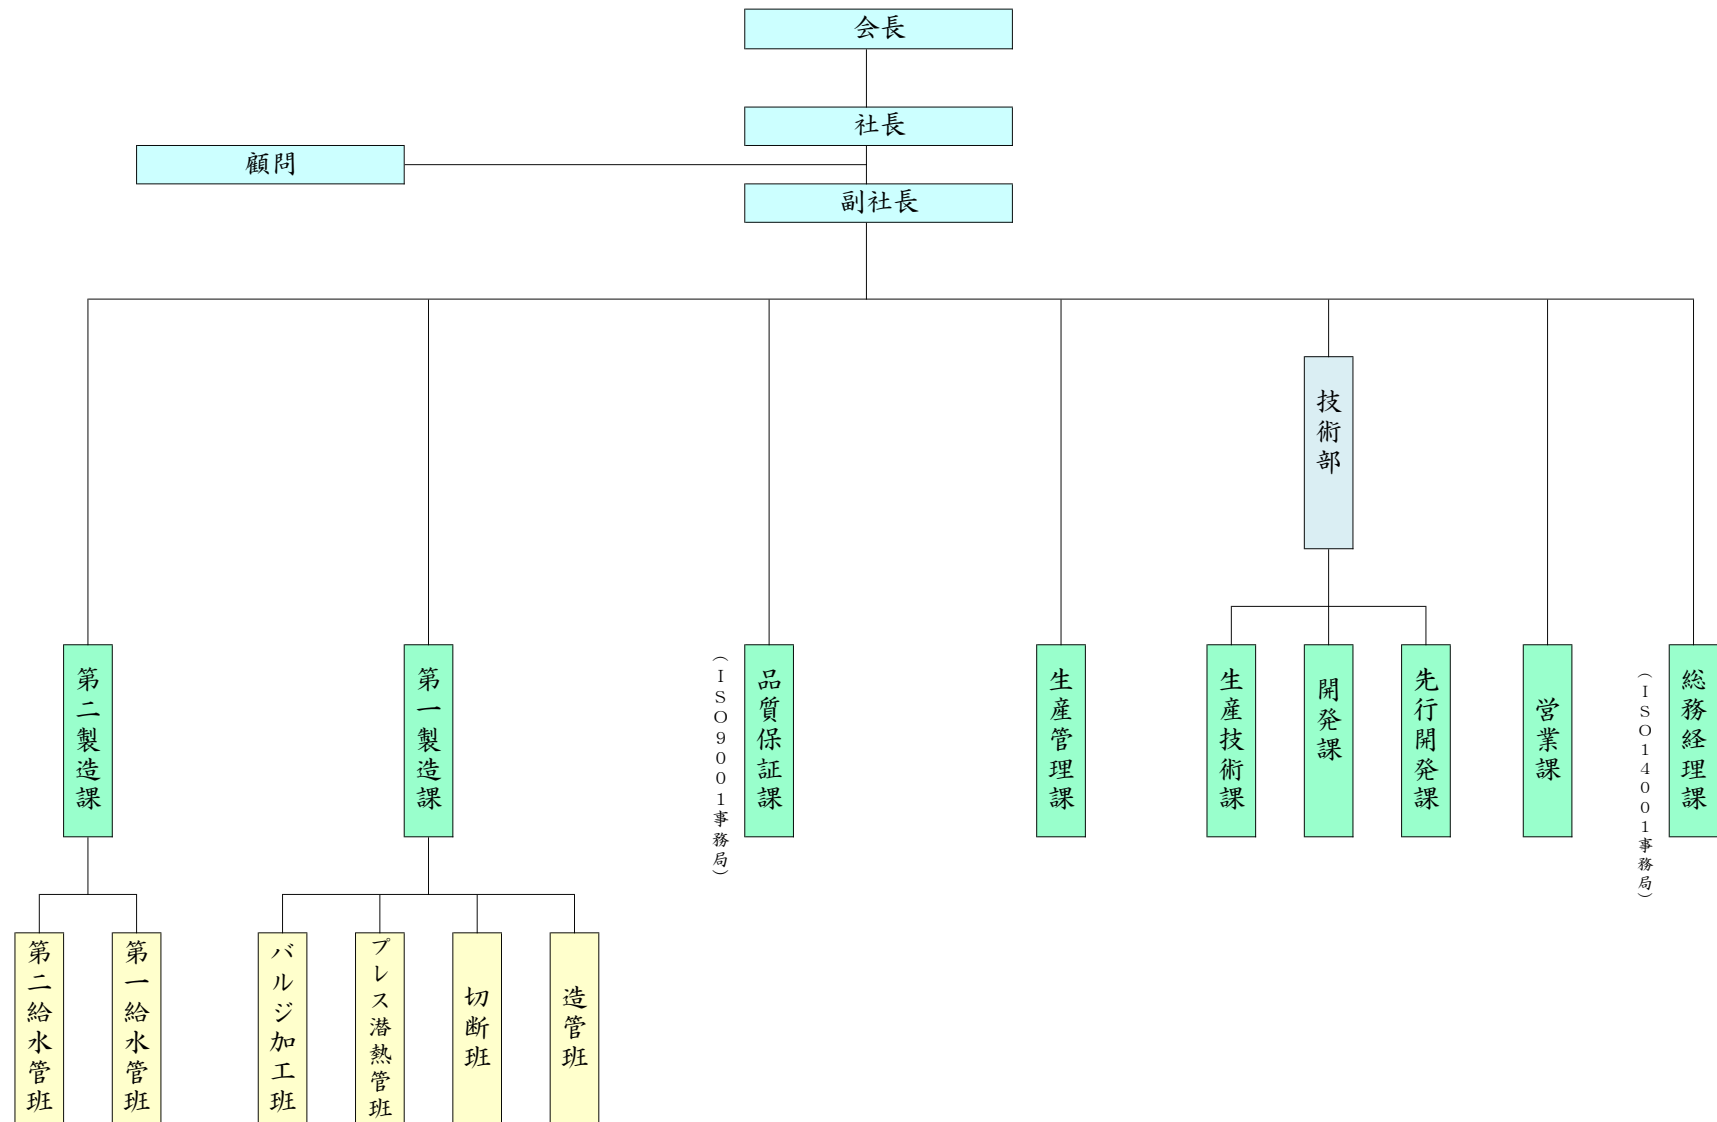 会長
社長
顧問
副社長
技術部
第二製造課
第一製造課
（ISO9001事務局）
品質保証課
生産管理課
生産技術課
開発課
先行開発課
営業課
（ISO14001事務局）
総務経理課
第二給水管班
第一給水管班
バルジ加工班
プレス潜熱管班
切断班
造管班